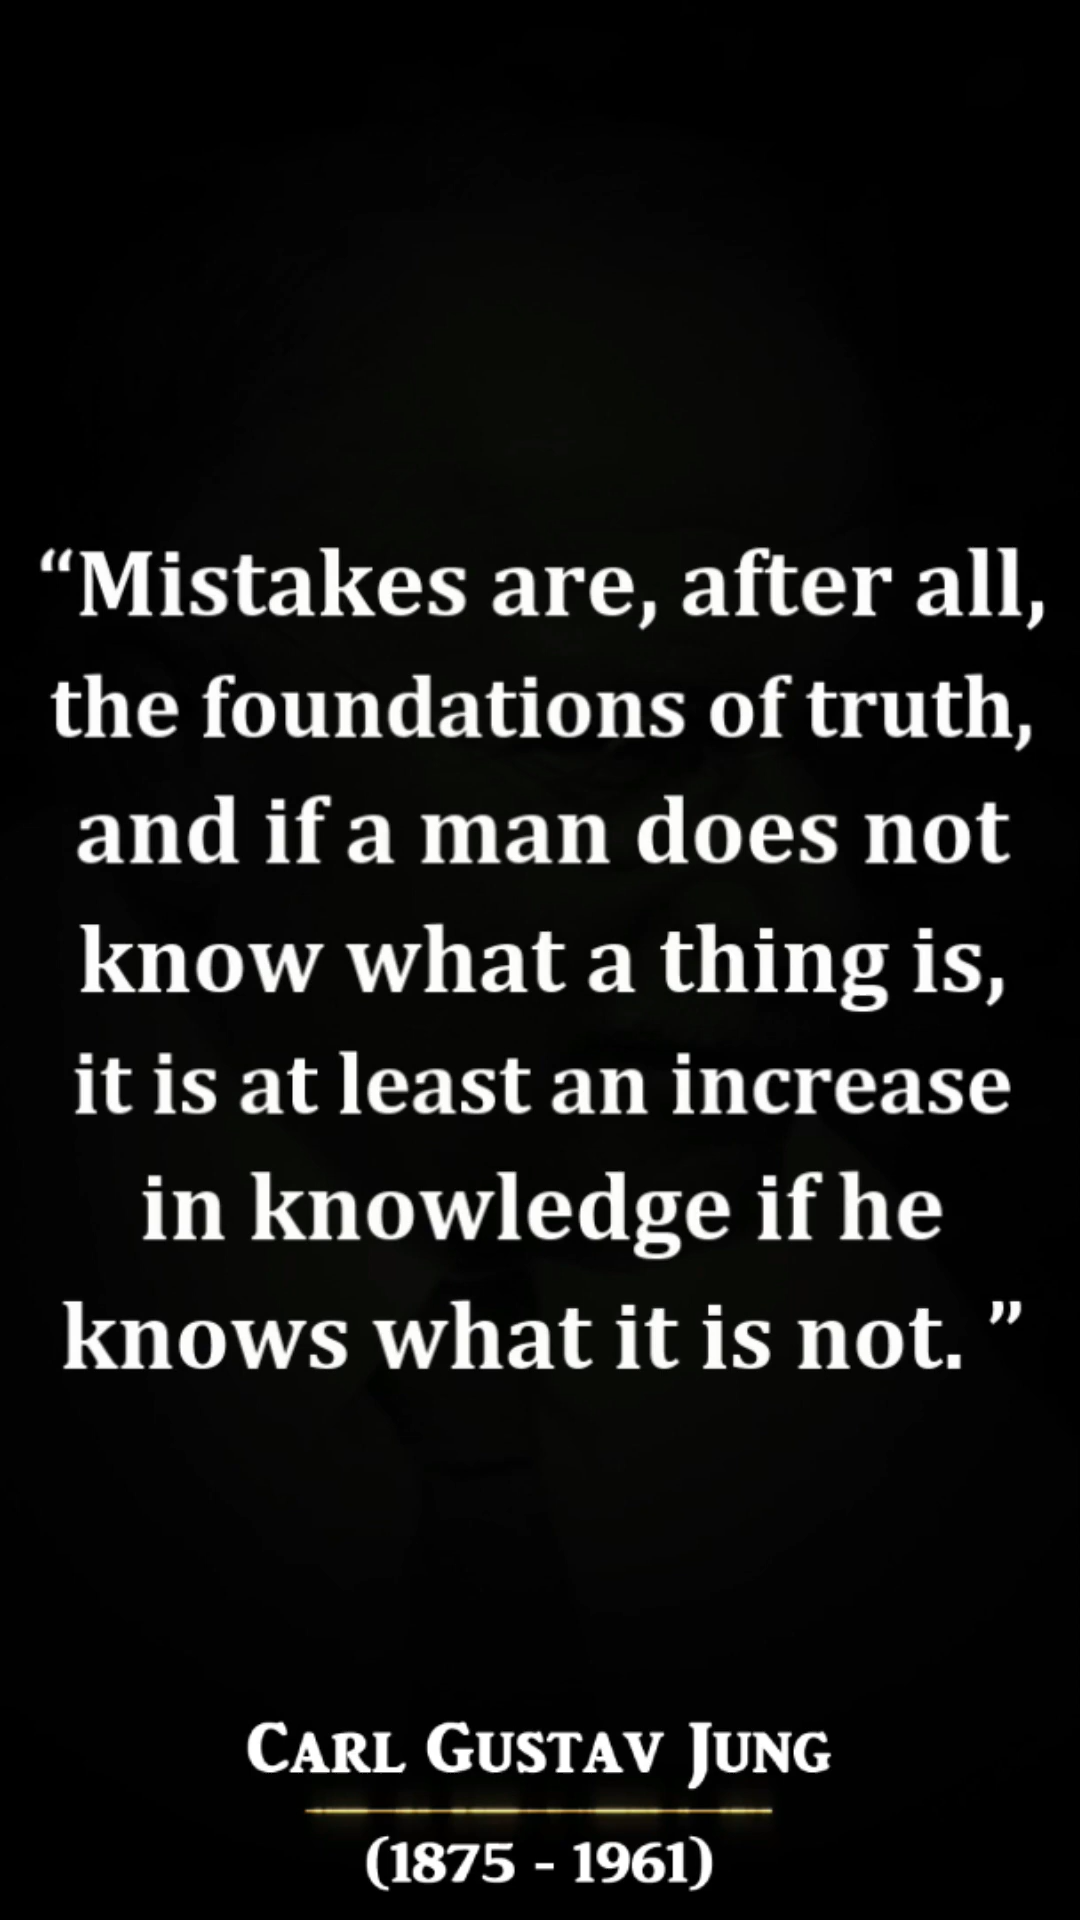 “Mistakes are, after all,
the foundations of truth,
and if a man does not
know what a thing is,
it is at least an increase
in knowledge if he
knows what it is not. ”
Carl Gustav Jung
(1875 - 1961)